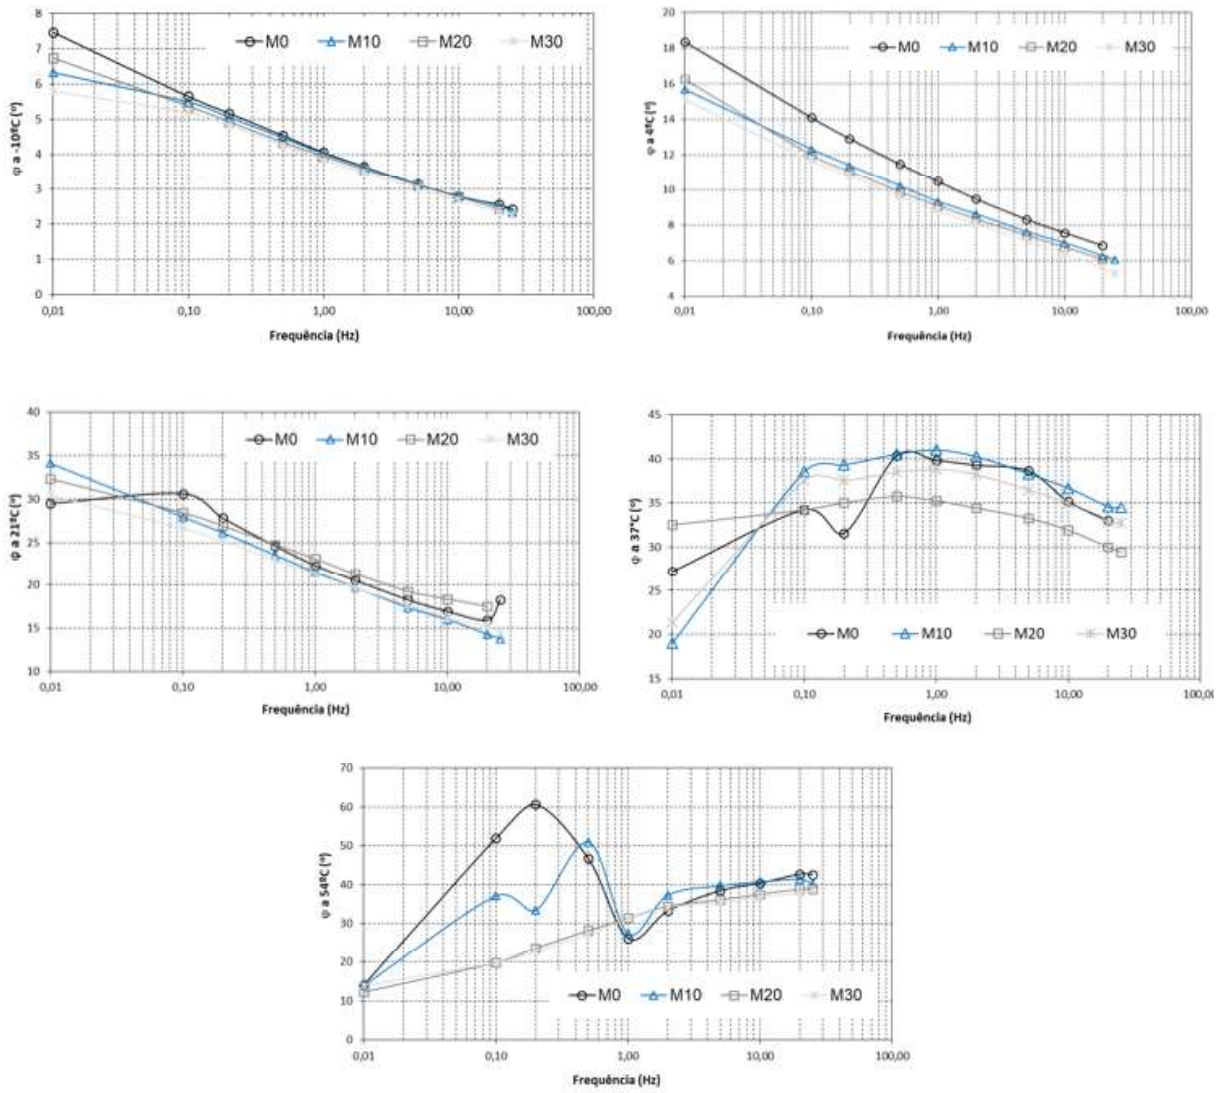 φ a -10ºC (º)
8
7
6
5
4
3
2
1
0
M0 M10 M20 M30
0,01 0,10 1,00 10,00 100,00
Frequência (Hz)
φ a 4ºC (º)
20
18
16
14
12
10
8
6
4
M0 M10 M20 M30
0,01 0,10 1,00 10,00 100,00
Frequência (Hz)
φ a 21ºC (º)
40
35
30
25
20
15
10
M0 M10 M20 M30
0,01 0,10 1,00 10,00 100,00
Frequência (Hz)
φ a 37°C (º)
45
40
35
30
25
20
15
M0 M10 M20 M30
0,01 0,10 1,00 10,00 100,00
Frequência (Hz)
φ a 54ºC (º)
70
60
50
40
30
20
10
0
M0 M10 M20 M30
0,01 0,10 1,00 10,00 100,00
Frequência (Hz)